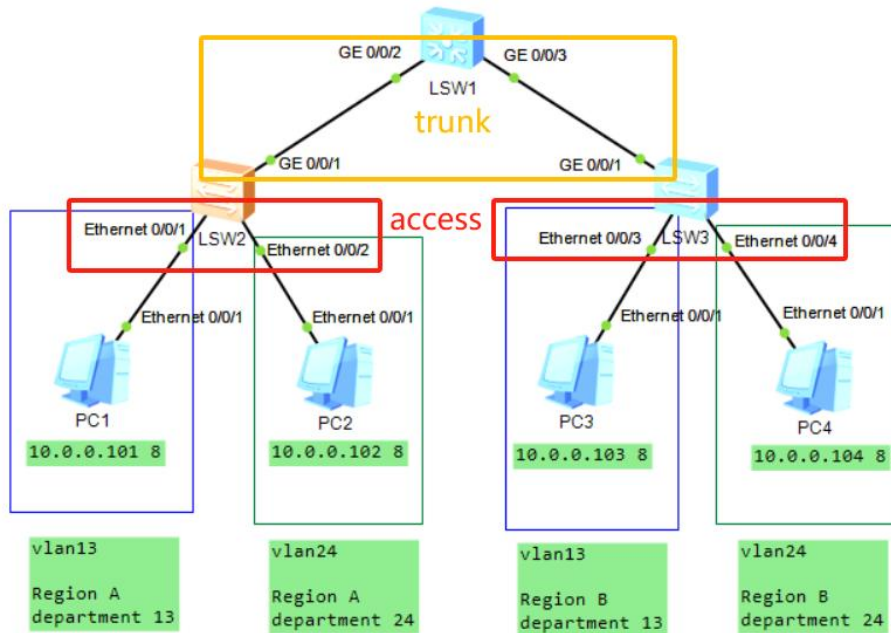 GE 0/0/2
GE 0/0/3
LSW1
trunk
GE 0/0/1
GE 0/0/1
access
Ethernet 0/0/1
LSW2
Ethernet 0/0/2
Ethernet 0/0/3
LSW3
Ethernet 0/0/4
Ethernet 0/0/1
Ethernet 0/0/1
Ethernet 0/0/1
Ethernet 0/0/1
PC1
PC2
PC3
PC4
10.0.0.101 8
10.0.0.102 8
10.0.0.103 8
10.0.0.104 8
vlan13
Region A
department 13
vlan24
Region A
department 24
vlan13
Region B
department 13
vlan24
Region B
department 24